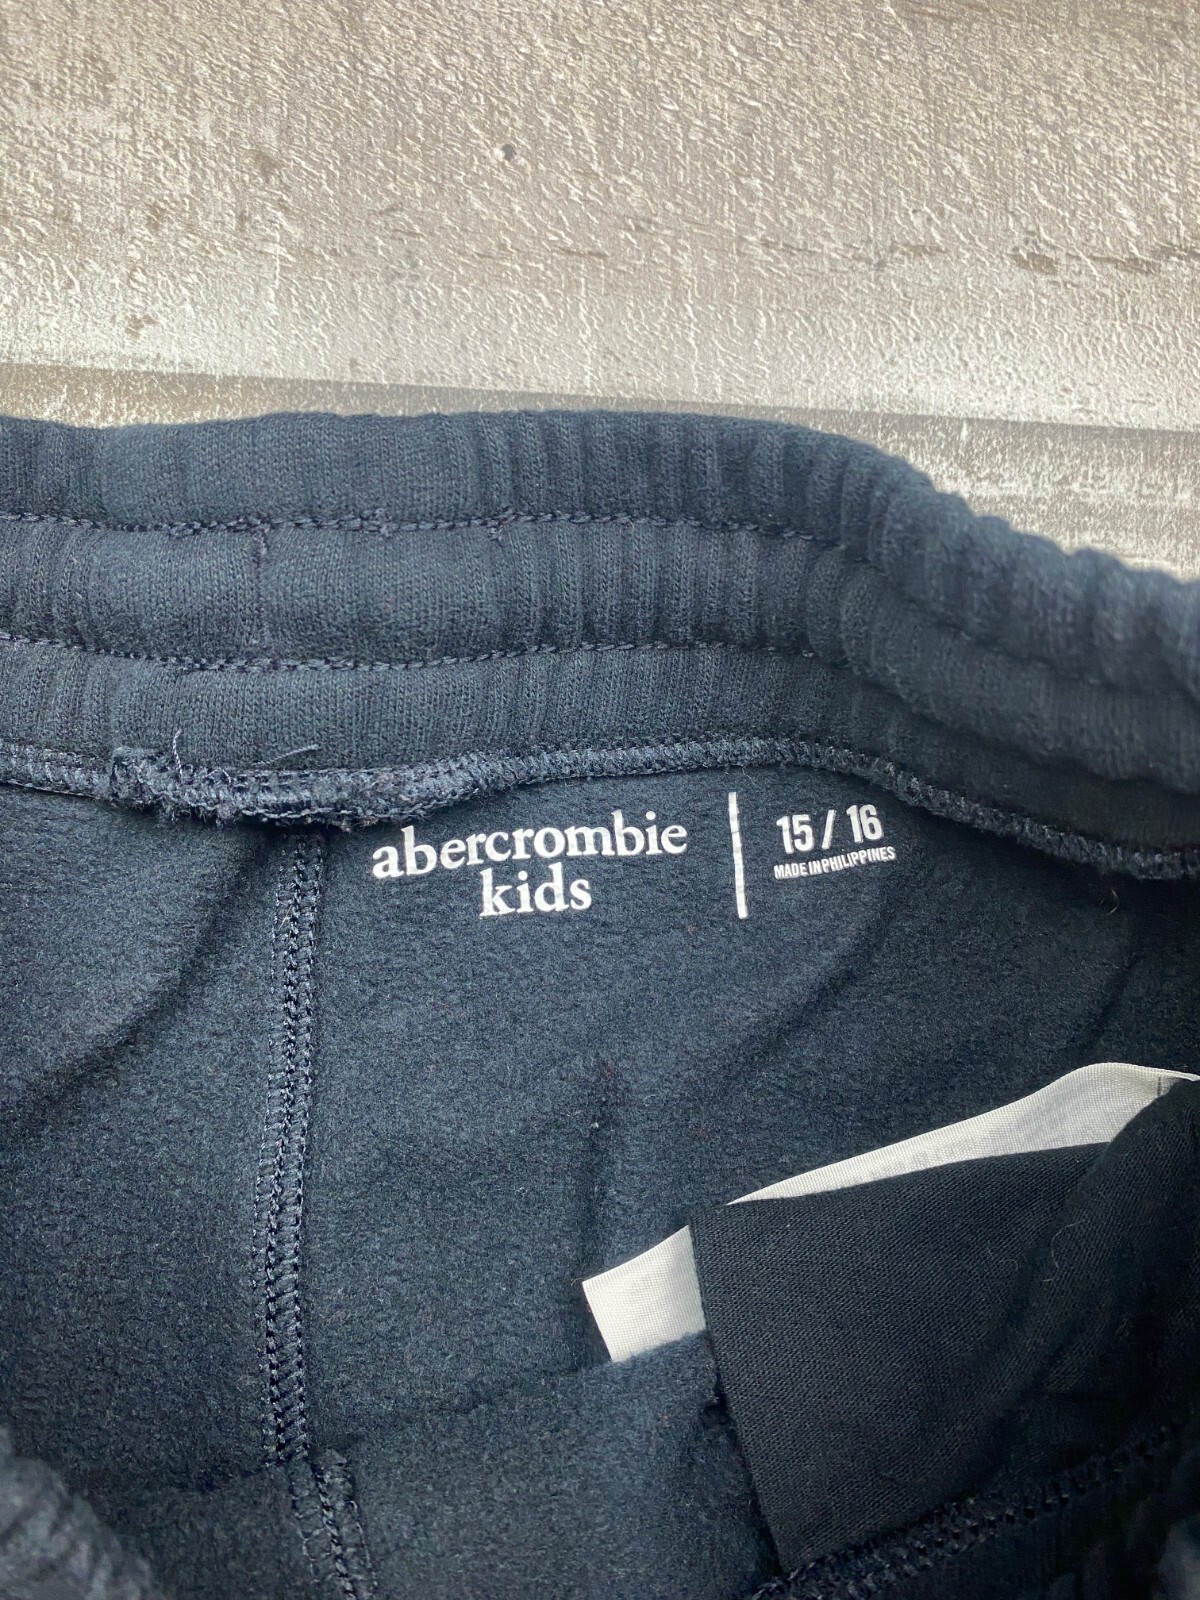 abercrombie
kids
15 / 16
MADE IN PHILIPPINES